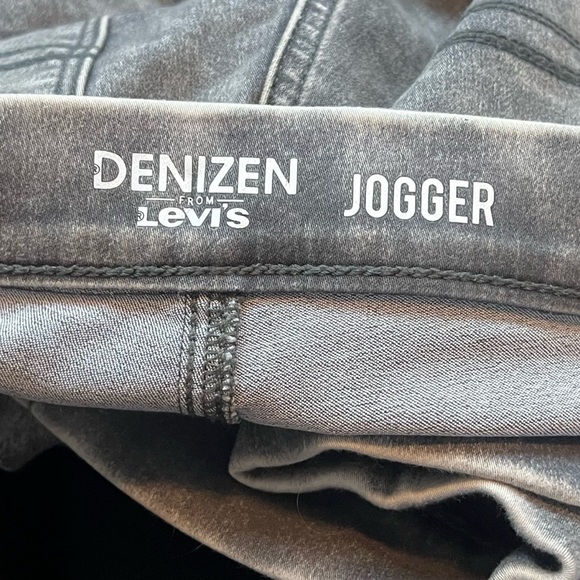 DENIZEN
FROM
Levi's
JOGGER